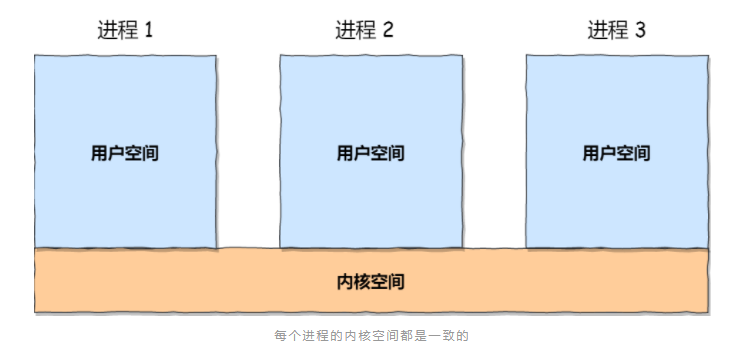 进程 1 进程 2 进程 3
用户空间 用户空间 用户空间
内核空间
每个进程的内核空间都是一致的